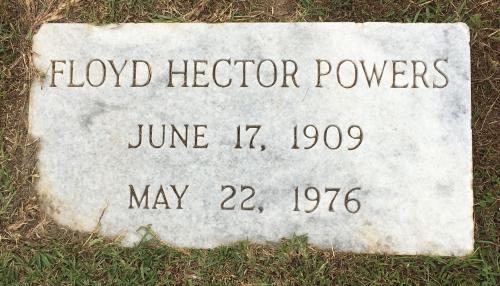 FLOYD HECTOR POWERS
JUNE 17, 1909
MAY 22, 1976